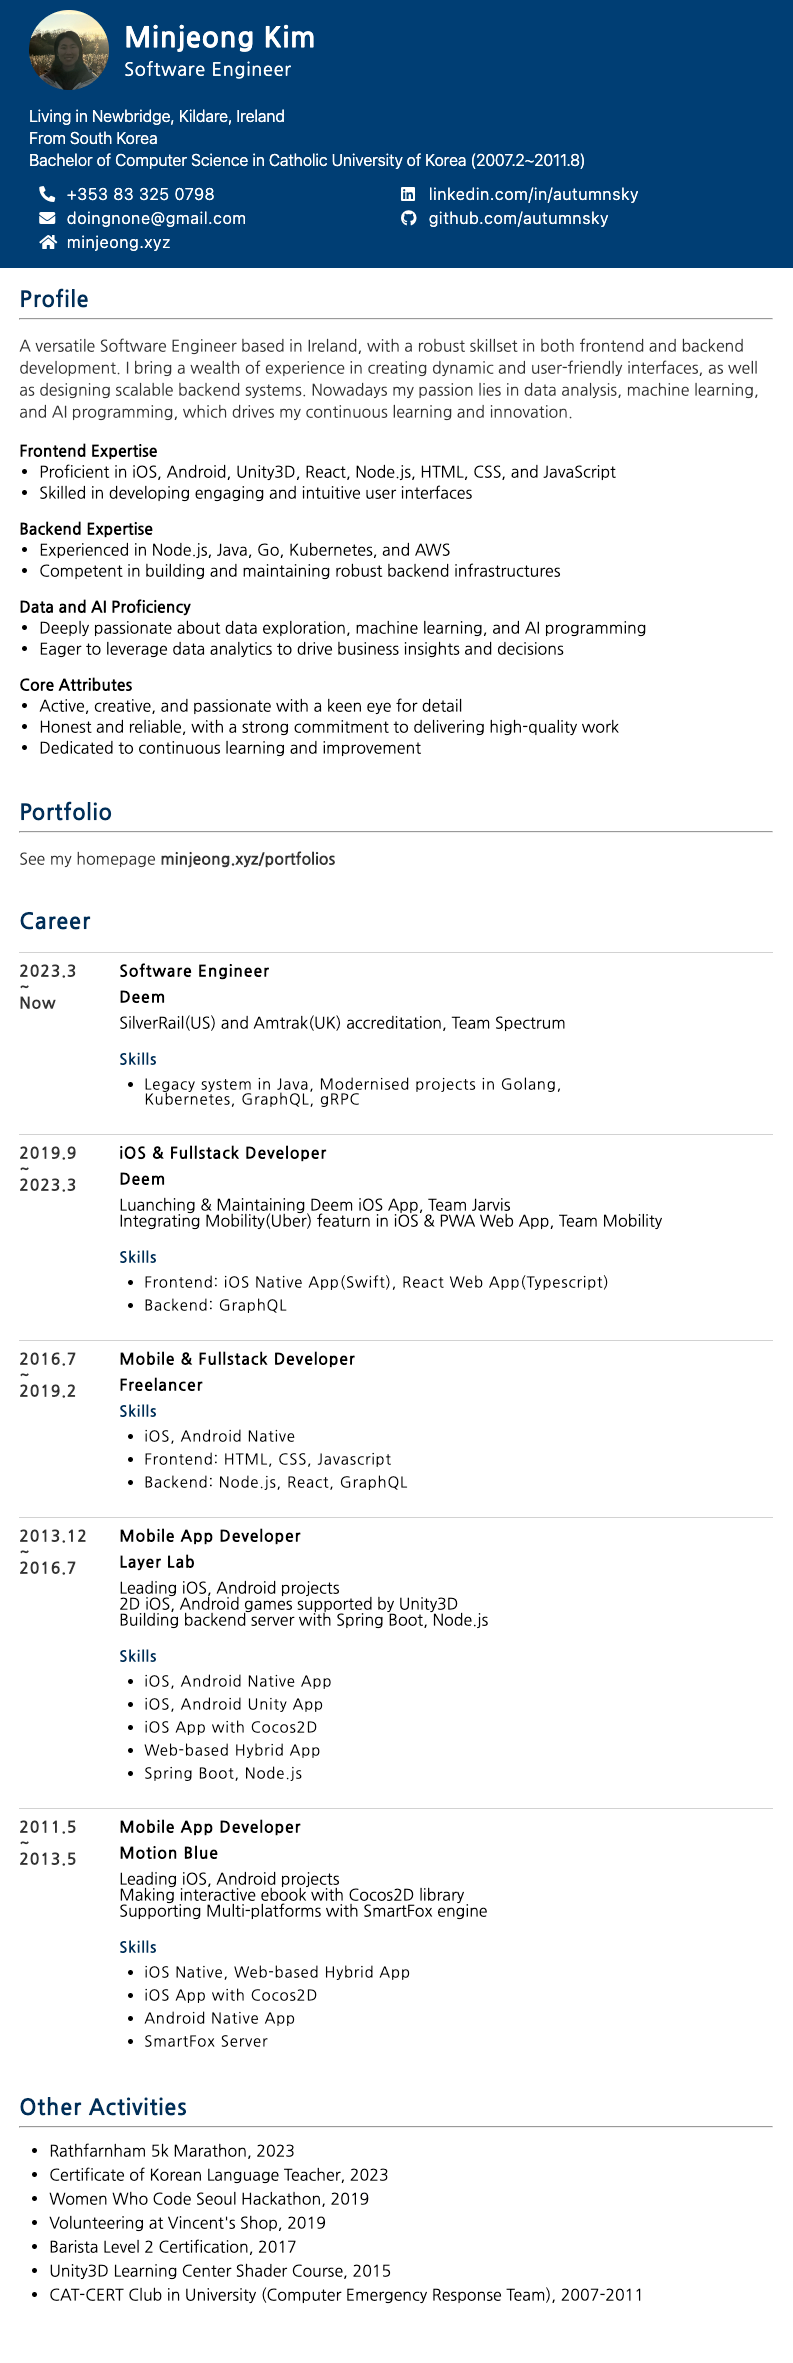 Minjeong Kim
Software Engineer
Living in Newbridge, Kildare, Ireland
From South Korea
Bachelor of Computer Science in Catholic University of Korea (2007.2~2011.8)
+353 83 325 0798
linkedin.com/in/autumnsky
doingnone@gmail.com
github.com/autumnsky
minjeong.xyz
Profile
A versatile Software Engineer based in Ireland, with a robust skillset in both frontend and backend
development. I bring a wealth of experience in creating dynamic and user-friendly interfaces, as well
as designing scalable backend systems. Nowadays my passion lies in data analysis, machine learning,
and AI programming, which drives my continuous learning and innovation.
Frontend Expertise
• Proficient in iOS, Android, Unity3D, React, Node.js, HTML, CSS, and JavaScript
• Skilled in developing engaging and intuitive user interfaces
Backend Expertise
• Experienced in Node.js, Java, Go, Kubernetes, and AWS
• Competent in building and maintaining robust backend infrastructures
Data and AI Proficiency
• Deeply passionate about data exploration, machine learning, and AI programming
• Eager to leverage data analytics to drive business insights and decisions
Core Attributes
• Active, creative, and passionate with a keen eye for detail
• Honest and reliable, with a strong commitment to delivering high-quality work
• Dedicated to continuous learning and improvement
Portfolio
See my homepage minjeong.xyz/portfolios
Career
2023.3
~
Now
Software Engineer
Deem
SilverRail(US) and Amtrak(UK) accreditation, Team Spectrum
Skills
• Legacy system in Java, Modernised projects in Golang,
Kubernetes, GraphQL, gRPC
2019.9
~
2023.3
iOS & Fullstack Developer
Deem
Luanching & Maintaining Deem iOS App, Team Jarvis
Integrating Mobility(Uber) featurn in iOS & PWA Web App, Team Mobility
Skills
• Frontend: iOS Native App(Swift), React Web App(Typescript)
• Backend: GraphQL
2016.7
~
2019.2
Mobile & Fullstack Developer
Freelancer
Skills
• iOS, Android Native
• Frontend: HTML, CSS, Javascript
• Backend: Node.js, React, GraphQL
2013.12
~
2016.7
Mobile App Developer
Layer Lab
Leading iOS, Android projects
2D iOS, Android games supported by Unity3D
Building backend server with Spring Boot, Node.js
Skills
• iOS, Android Native App
• iOS, Android Unity App
• iOS App with Cocos2D
• Web-based Hybrid App
• Spring Boot, Node.js
2011.5
~
2013.5
Mobile App Developer
Motion Blue
Leading iOS, Android projects
Making interactive ebook with Cocos2D library
Supporting Multi-platforms with SmartFox engine
Skills
• iOS Native, Web-based Hybrid App
• iOS App with Cocos2D
• Android Native App
• SmartFox Server
Other Activities
• Rathfarnham 5k Marathon, 2023
• Certificate of Korean Language Teacher, 2023
• Women Who Code Seoul Hackathon, 2019
• Volunteering at Vincent's Shop, 2019
• Barista Level 2 Certification, 2017
• Unity3D Learning Center Shader Course, 2015
• CAT-CERT Club in University (Computer Emergency Response Team), 2007-2011